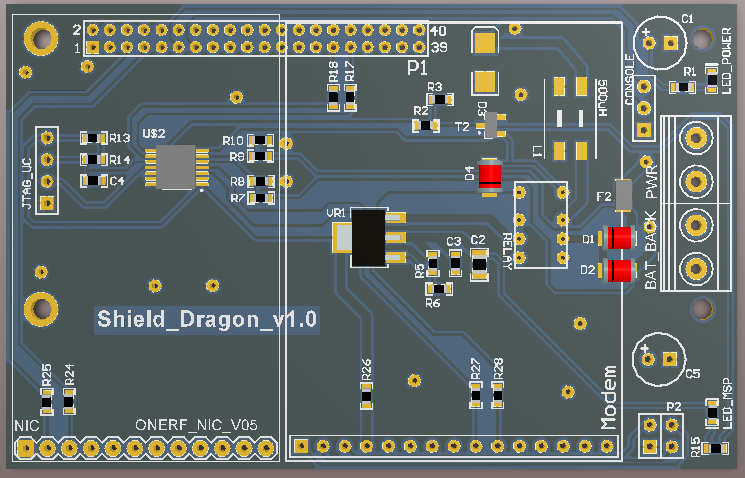 2
1
40
39
P1
C1
LED_POWER
R18
R17
R3
R2
D3
T2
500uH
L1
CONSOLE
R1
U$2
R13
R14
C4
JTAG_UC
R10
R9
R8
R7
D4
F2
PWR
VR1
RELAY
D1
D2
BAT_BACK
R5
C3
C2
R6
Shield_Dragon_v1.0
R25
R24
R26
R27
R28
C5
LED_MSP
Modem
P2
R15
NIC
ONERF_NIC_V05